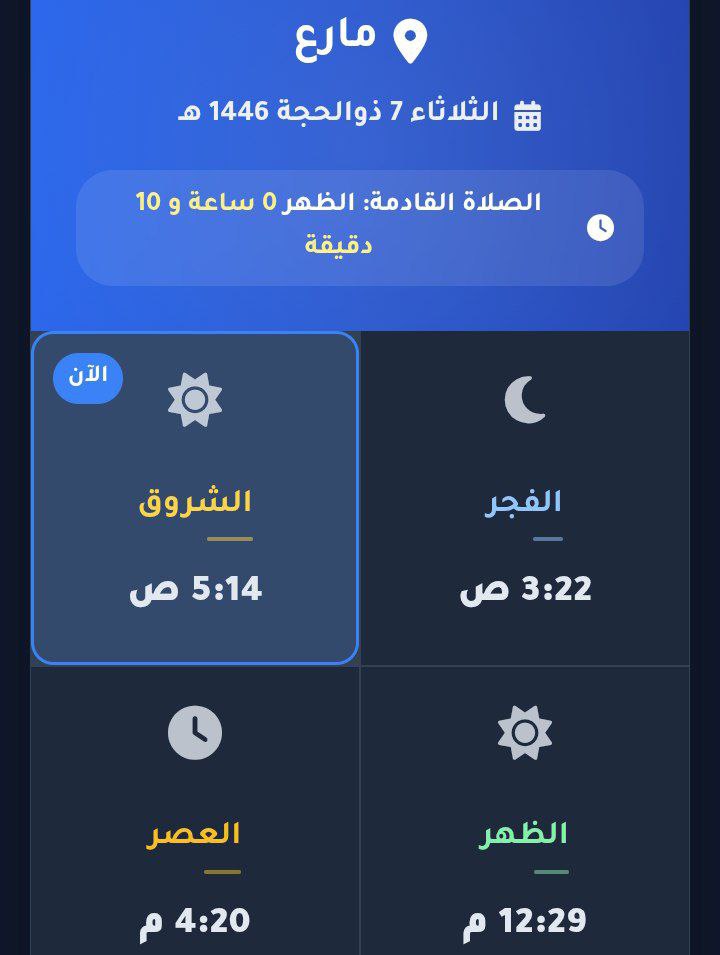 مارع
الثلاثاء 7 ذوالحجة 1446 هـ
الصلاة القادمة: الظهر 0 ساعة و 10
دقيقة
الفجر
3:22 ص
الآن
الشروق
5:14 ص
الظهر
12:29 م
العصر
4:20 م